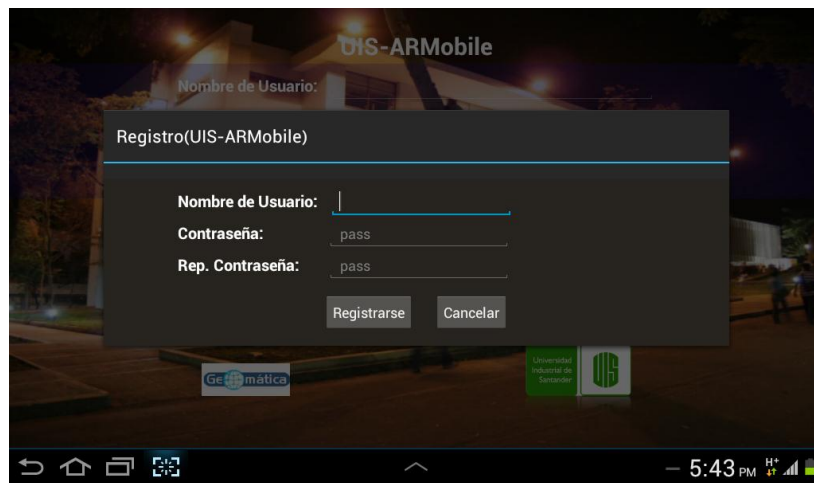 UIS-ARMobile
Nombre de Usuario:
Registro(UIS-ARMobile)
Nombre de Usuario:
Contraseña:
pass
Rep. Contraseña:
pass
Registrarse
Cancelar
Geomática
Universidad
Industrial de
Santander
UIS
5:43 PM
H+